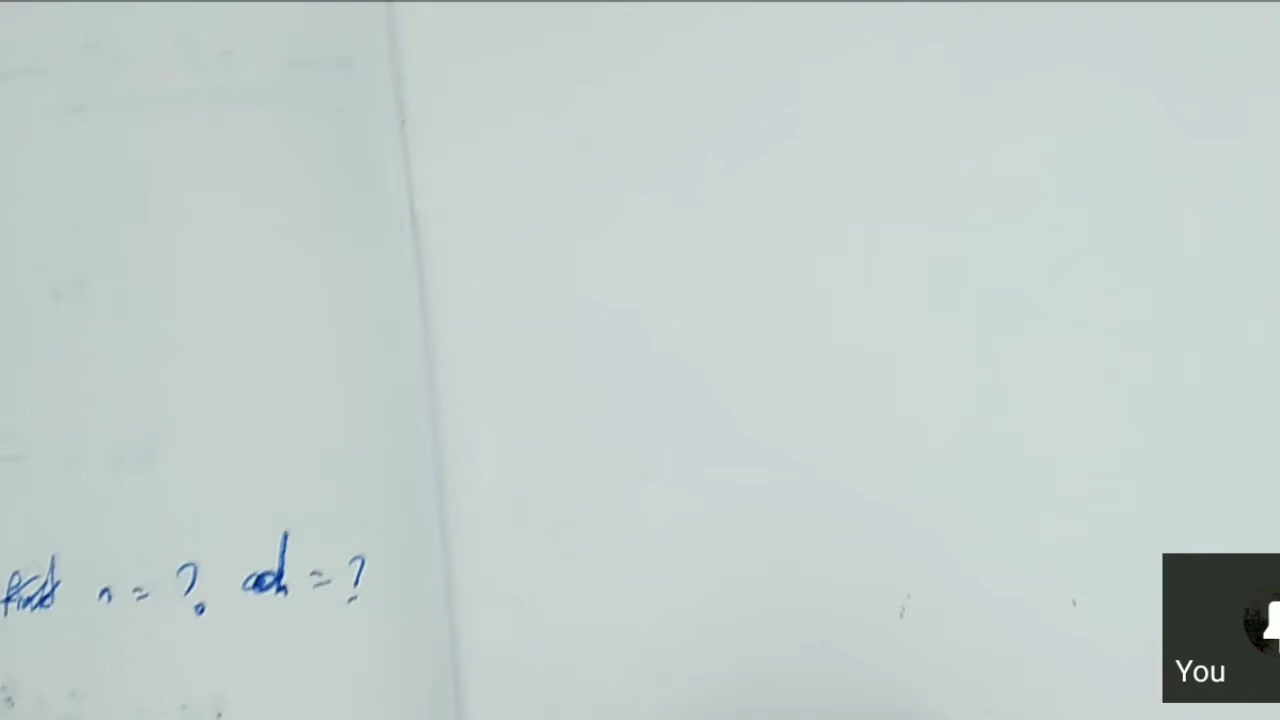 find n = ? d = ?
You